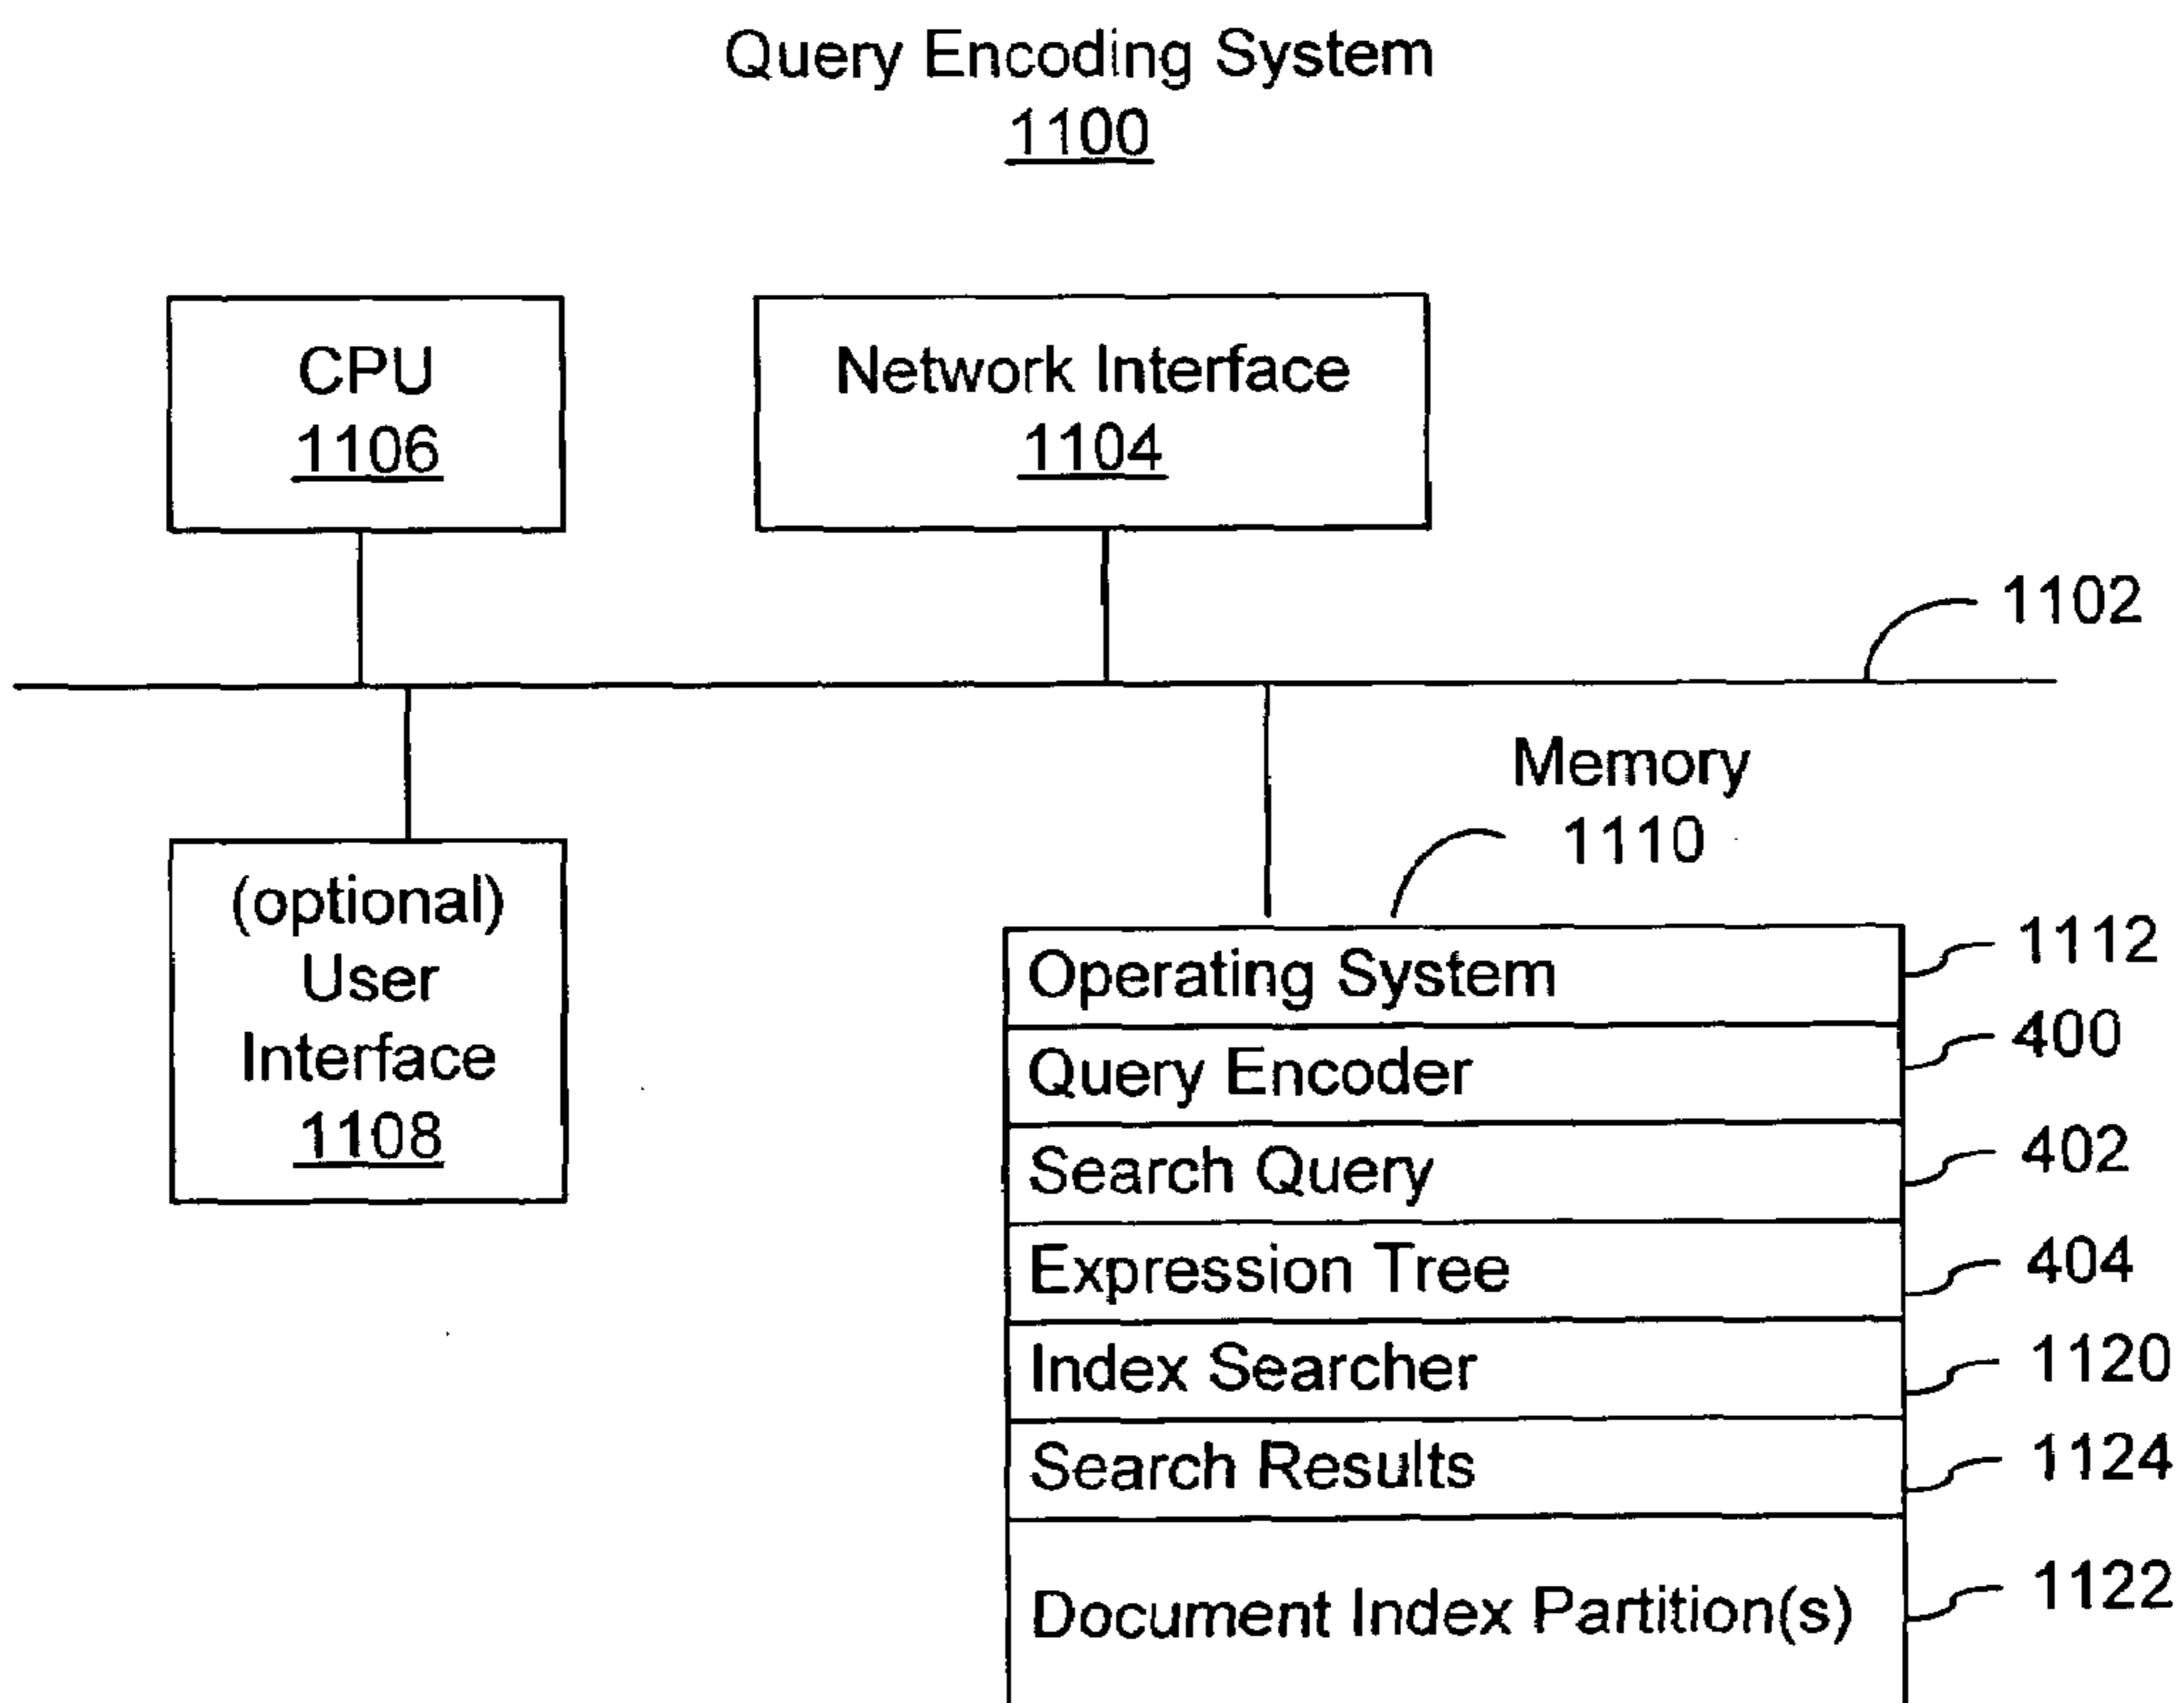 Query Encoding System
1100
CPU
1106
Network Interface
1104
1102
(optional)
User
Interface
1108
Memory
1110
Operating System 1112
Query Encoder 400
Search Query 402
Expression Tree 404
Index Searcher 1120
Search Results 1124
Document Index Partition(s) 1122